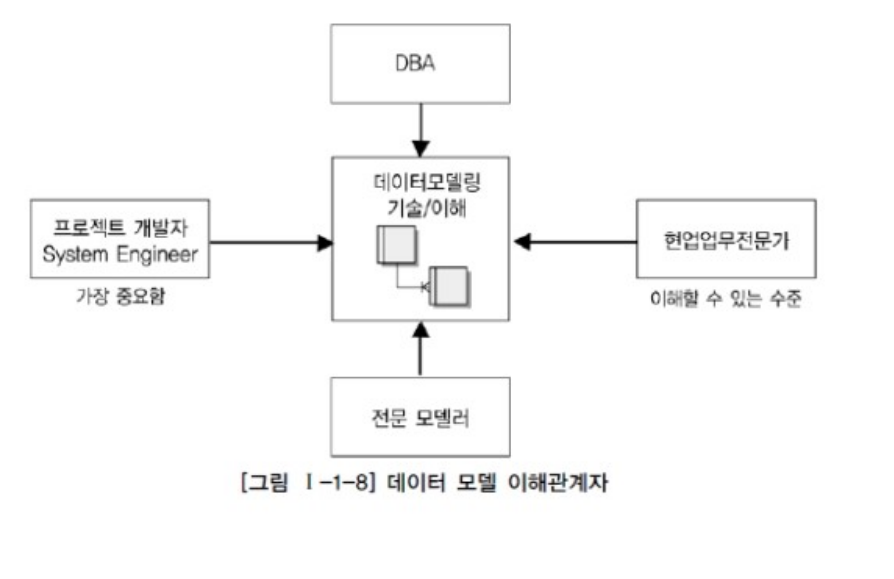 DBA
데이터모델링
기술/이해
프로젝트 개발자
System Engineer
가장 중요함
현업업무전문가
이해할 수 있는 수준
전문 모델러
[그림 Ⅰ-1-8] 데이터 모델 이해관계자